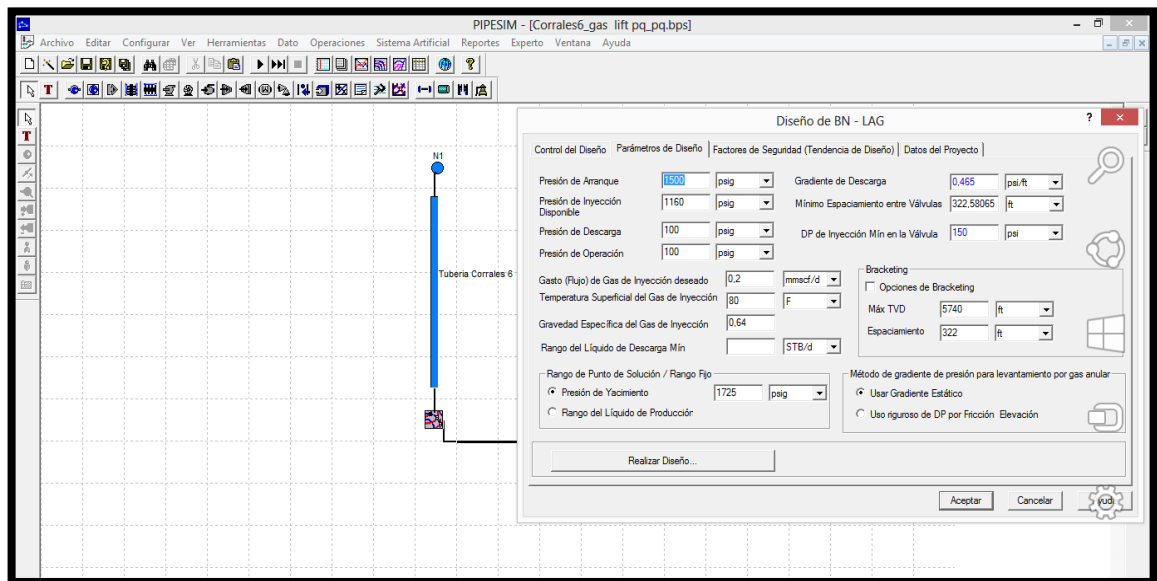 PIPESIM - [Corrales6_gas lift pq_pq.bps]
Archivo Editar Configurar Ver Herramientas Dato Operaciones Sistema Artificial Reportes Experto Ventana Ayuda
T
T
N1
Tuberia Corrales 6
Diseño de BN - LAG
? ×
Control del Diseño Parámetros de Diseño Factores de Seguridad (Tendencia de Diseño) Datos del Proyecto
Presión de Arranque 1500 psig Gradiente de Descarga 0,465 psi/ft
Presión de Inyección Disponible 1160 psig Mínimo Espaciamiento entre Válvulas 322,58065 ft
Presión de Descarga 100 psig DP de Inyección Mín en la Válvula 150 psi
Presión de Operación 100 psig
Gasto (Flujo) de Gas de Inyección deseado 0,2 mmscf/d
Temperatura Superficial del Gas de Inyección 80 F
Gravedad Específica del Gas de Inyección 0,64
Rango del Líquido de Descarga Mín STB/d
Bracketing
Opciones de Bracketing
Máx TVD 5740 ft
Espaciamiento 322 ft
Rango de Punto de Solución / Rango Fijo
Presión de Yacimiento 1725 psig
Rango del Líquido de Producción
Método de gradiente de presión para levantamiento por gas anular
Usar Gradiente Estático
Uso riguroso de DP por Fricción Elevación
Realizar Diseño...
Aceptar Cancelar